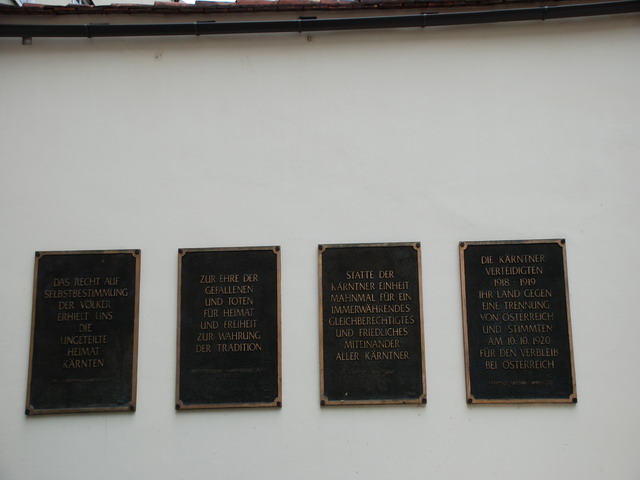 DAS RECHT AUF
SELBSTBESTIMMUNG
DER VÖLKER
ERHIELT UNS
DIE
UNGETEILTE
HEIMAT
KÄRNTEN
ZUR EHRE DER
GEFALLENEN
UND TOTEN
FÜR HEIMAT
UND FREIHEIT
ZUR WAHRUNG
DER TRADITION
STÄTTE DER
KÄRNTNER EINHEIT
MAHNMAL FÜR EIN
IMMERWÄHRENDES
GLEICHBERECHTIGTES
UND FRIEDLICHES
MITEINANDER
ALLER KÄRNTNER
DIE KÄRNTNER
VERTEIDIGTEN
1918 - 1919
IHR LAND GEGEN
EINE TRENNUNG
VON ÖSTERREICH
UND STIMMTEN
AM 10.10.1920
FÜR DEN VERBLEIB
BEI ÖSTERREICH